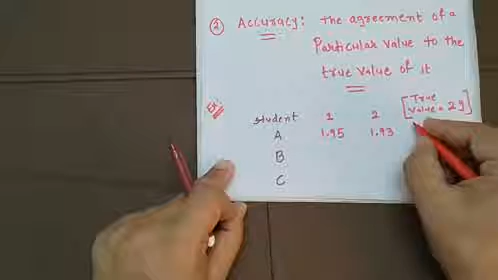 ② Accuracy: The agreement of a
Particular value to the
true value of it
Ex:
student 1 2 [True
Value = 2g]
A 1.95 1.93
B
C